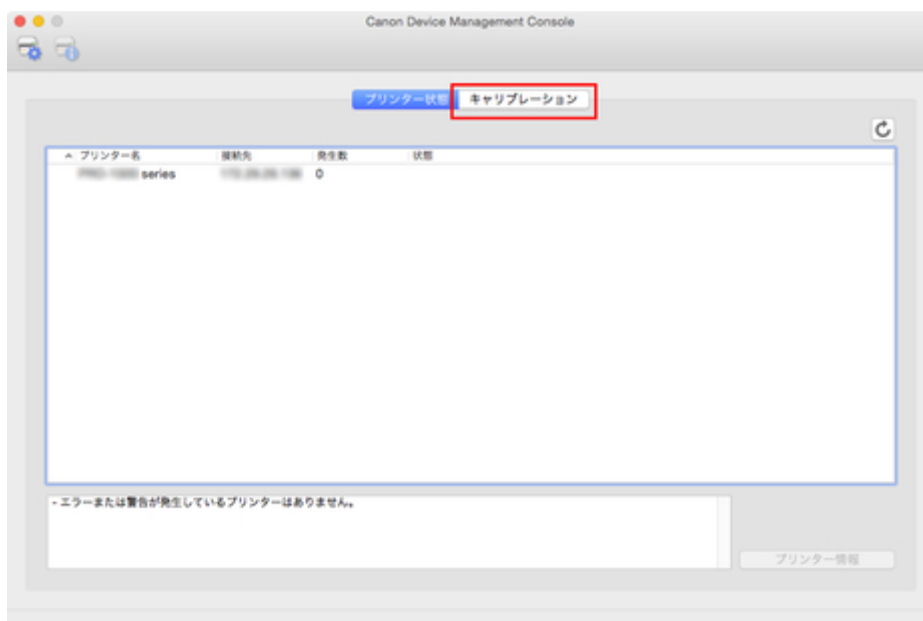 Canon Device Management Console
プリンター状態 キャリブレーション
プリンター名 接続先 発生数 状態
series 0
- エラーまたは警告が発生しているプリンターはありません。
プリンター情報